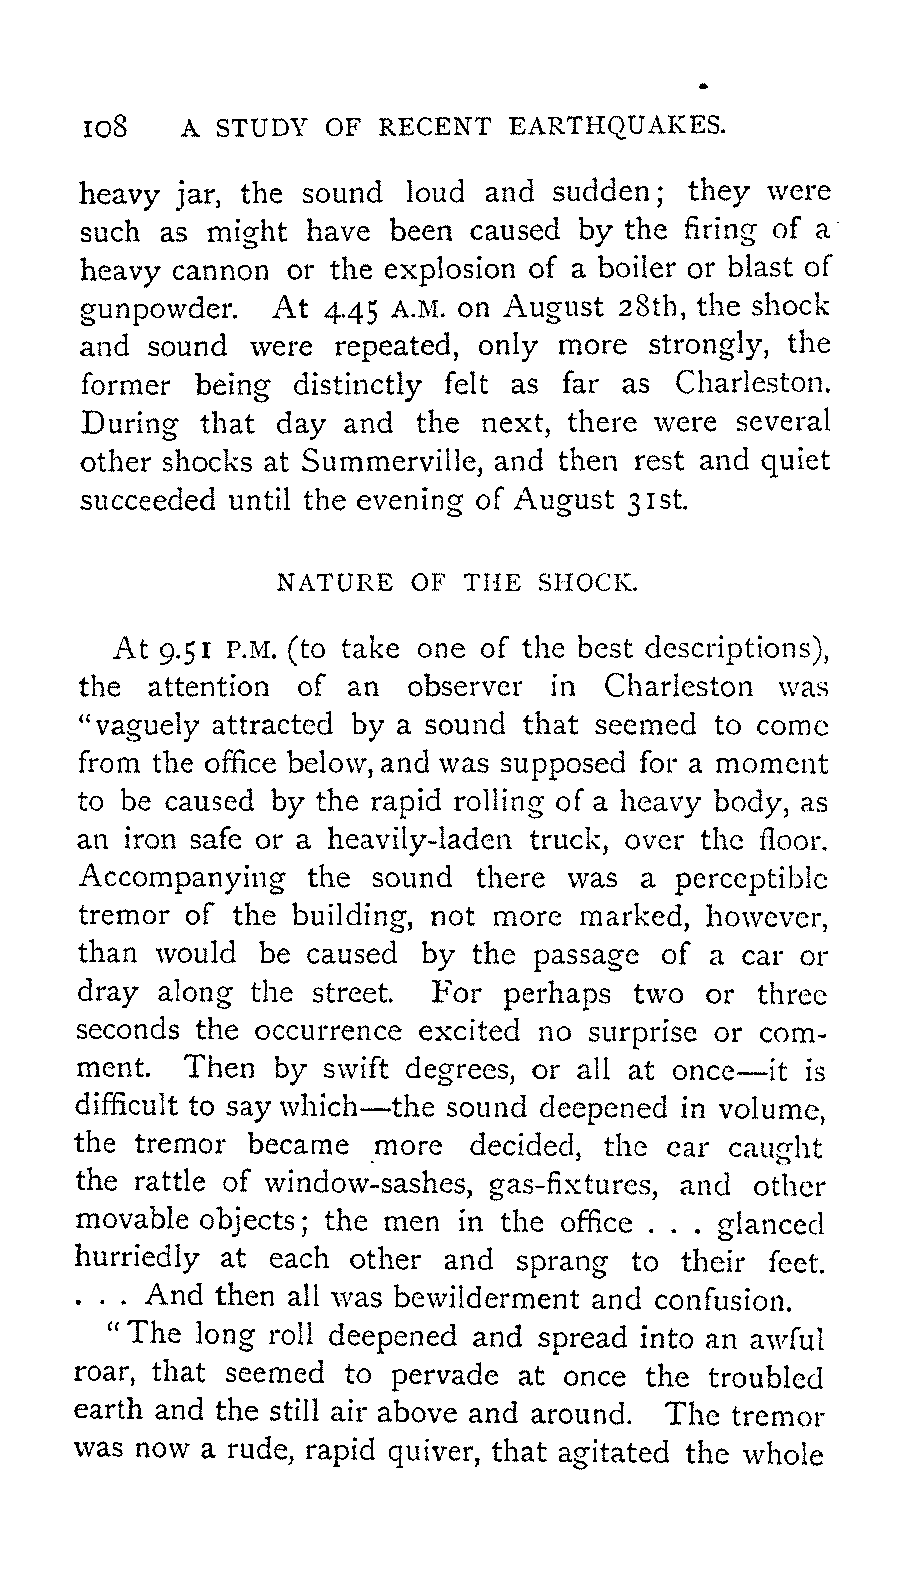 108 A STUDY OF RECENT EARTHQUAKES.
heavy jar, the sound loud and sudden; they were
such as might have been caused by the firing of a
heavy cannon or the explosion of a boiler or blast of
gunpowder. At 4.45 A.M. on August 28th, the shock
and sound were repeated, only more strongly, the
former being distinctly felt as far as Charleston.
During that day and the next, there were several
other shocks at Summerville, and then rest and quiet
succeeded until the evening of August 31st.
NATURE OF THE SHOCK.
At 9.51 P.M. (to take one of the best descriptions),
the attention of an observer in Charleston was
"vaguely attracted by a sound that seemed to come
from the office below, and was supposed for a moment
to be caused by the rapid rolling of a heavy body, as
an iron safe or a heavily-laden truck, over the floor.
Accompanying the sound there was a perceptible
tremor of the building, not more marked, however,
than would be caused by the passage of a car or
dray along the street. For perhaps two or three
seconds the occurrence excited no surprise or com-
ment. Then by swift degrees, or all at once—it is
difficult to say which—the sound deepened in volume,
the tremor became more decided, the ear caught
the rattle of window-sashes, gas-fixtures, and other
movable objects; the men in the office . . . glanced
hurriedly at each other and sprang to their feet.
. . . And then all was bewilderment and confusion.
"The long roll deepened and spread into an awful
roar, that seemed to pervade at once the troubled
earth and the still air above and around. The tremor
was now a rude, rapid quiver, that agitated the whole